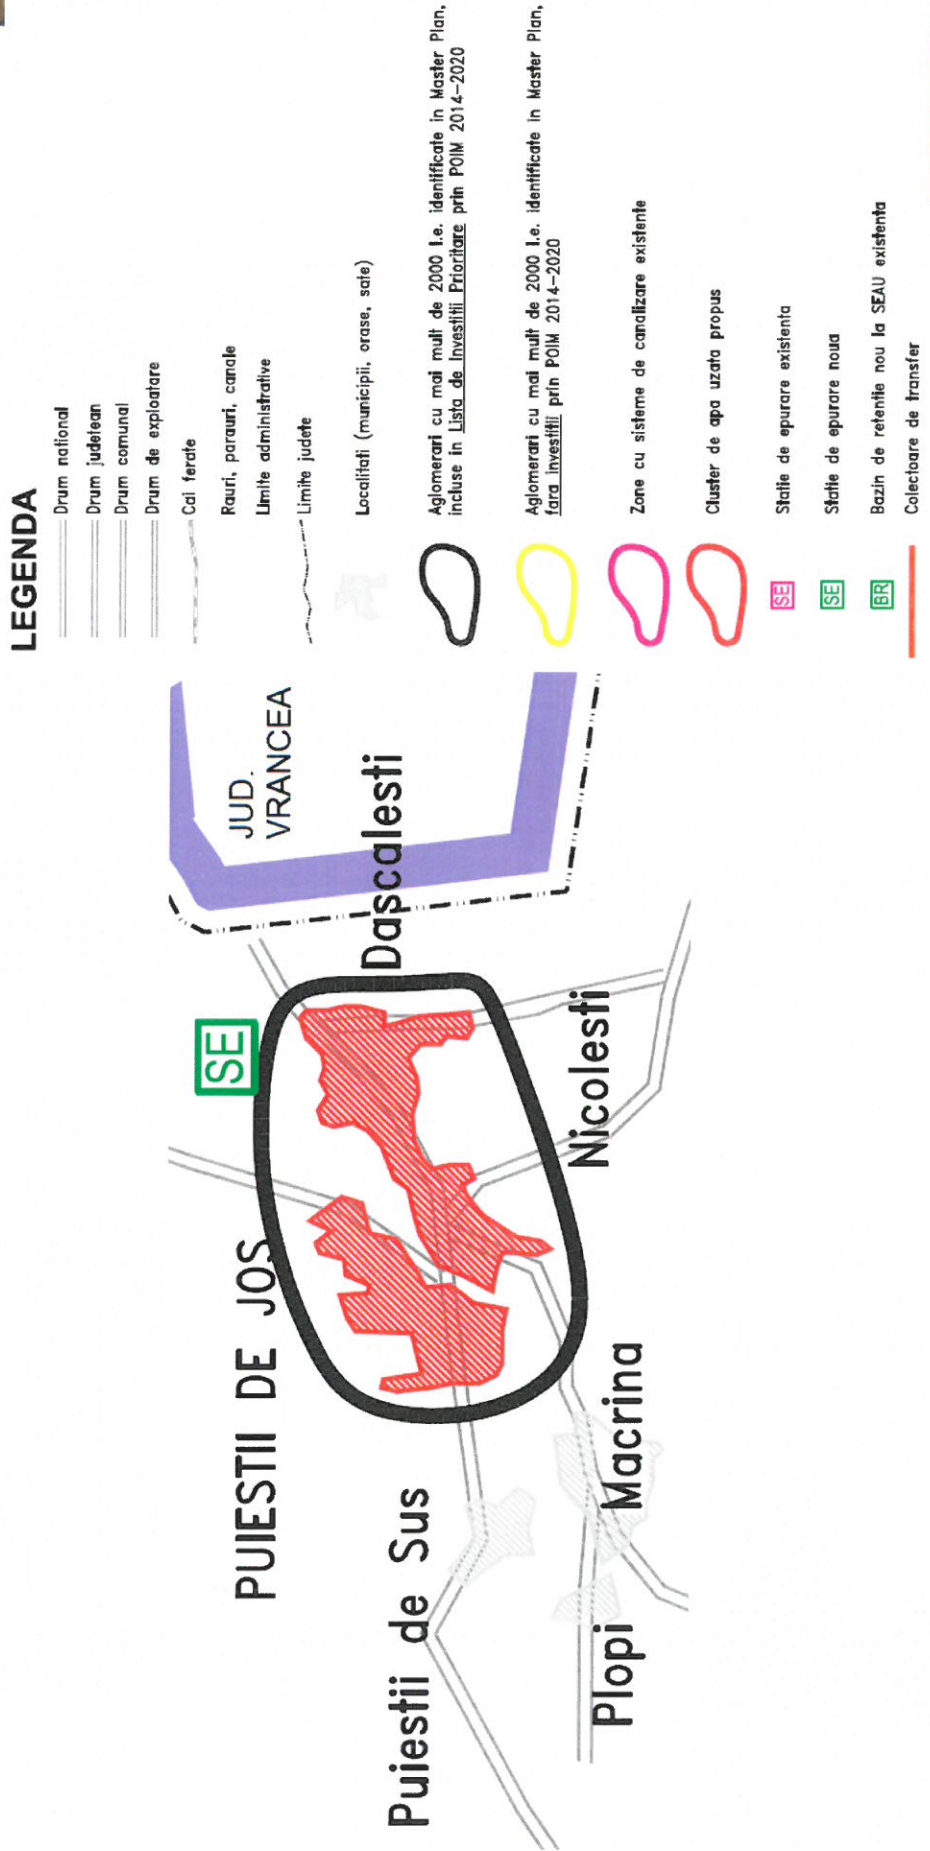 JUD.
VRANCEA
SE
PUIESTII DE JOS
Dascalesti
Puiestii de Sus
Nicolesti
Macrina
Plopi
LEGENDA
Drum national
Drum judetean
Drum comunal
Drum de exploatare
Cai ferate
Rauri, parauri, canale
Limite administrative
Limite judete
Localitati (municipii, orase, sate)
Aglomerari cu mai mult de 2000 l.e. identificate in Master Plan,
incluse in Lista de Investitii Prioritare prin POIM 2014-2020
Aglomerari cu mai mult de 2000 l.e. identificate in Master Plan,
fara investitii prin POIM 2014-2020
Zone cu sisteme de canalizare existente
Cluster de apa uzata propus
SE Statie de epurare existenta
SE Statie de epurare noua
BR Bazin de retentie nou la SEAU existenta
Colectoare de transfer